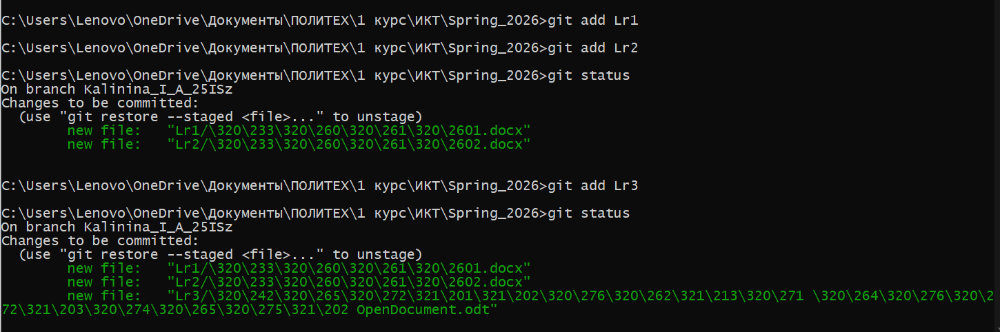 C:\Users\Lenovo\OneDrive\Документы\ПОЛИТЕХ\1 курс\ИКТ\Spring_2026>git add Lr1
C:\Users\Lenovo\OneDrive\Документы\ПОЛИТЕХ\1 курс\ИКТ\Spring_2026>git add Lr2
C:\Users\Lenovo\OneDrive\Документы\ПОЛИТЕХ\1 курс\ИКТ\Spring_2026>git status
On branch Kalinina_I_A_25ISz
Changes to be committed:
  (use "git restore --staged <file>..." to unstage)
        new file:   "Lr1/\320\233\320\260\320\261\320\2601.docx"
        new file:   "Lr2/\320\233\320\260\320\261\320\2602.docx"
C:\Users\Lenovo\OneDrive\Документы\ПОЛИТЕХ\1 курс\ИКТ\Spring_2026>git add Lr3
C:\Users\Lenovo\OneDrive\Документы\ПОЛИТЕХ\1 курс\ИКТ\Spring_2026>git status
On branch Kalinina_I_A_25ISz
Changes to be committed:
  (use "git restore --staged <file>..." to unstage)
        new file:   "Lr1/\320\233\320\260\320\261\320\2601.docx"
        new file:   "Lr2/\320\233\320\260\320\261\320\2602.docx"
        new file:   "Lr3/\320\242\320\265\320\272\321\201\321\202\320\276\320\262\321\213\320\271 \320\264\320\276\320\2
72\321\203\320\274\320\265\320\275\321\202 OpenDocument.odt"